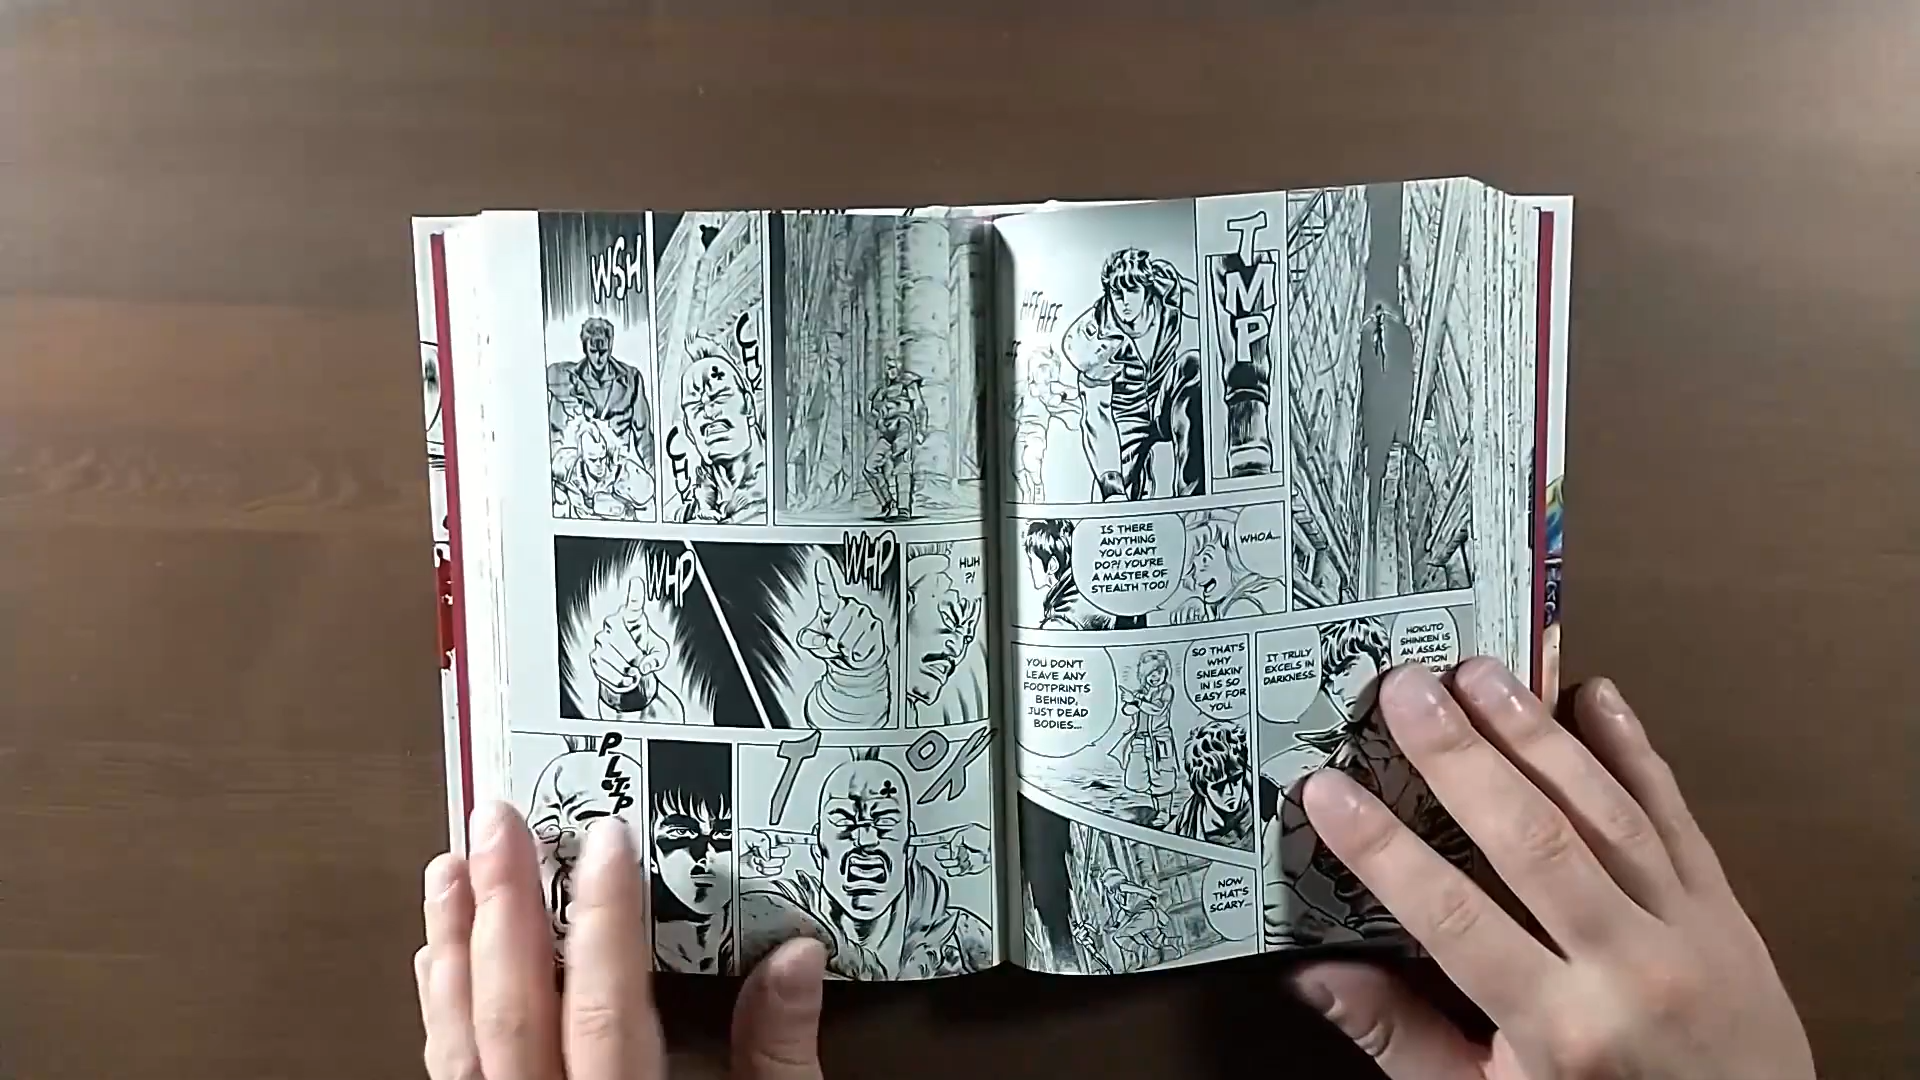 TMP
HFF HFF
WHOA...
IS THERE
ANYTHING
YOU CAN'T
DO?! YOU'RE
A MASTER OF
STEALTH TOO!
HOKUTO
SHINKEN IS
AN ASSAS-
IT TRULY
EXCELS IN
DARKNESS.
SO THAT'S
WHY
SNEAKIN'
IN IS SO
EASY FOR
YOU.
YOU DON'T
LEAVE ANY
FOOTPRINTS
BEHIND,
JUST DEAD
BODIES...
NOW
THAT'S
SCARY...
CHK
CHK
WSH
HUH
?!
WHP
WHP
TOK